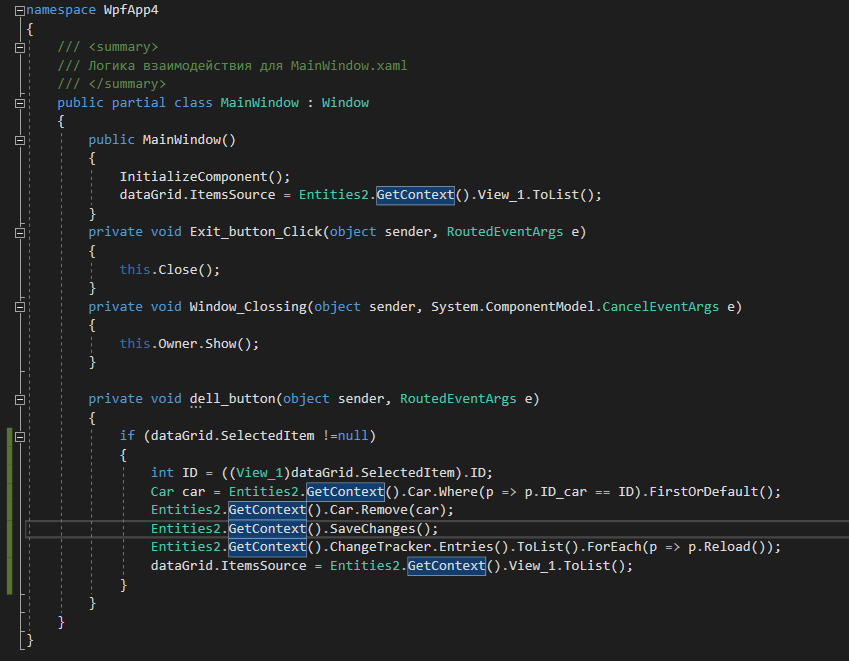 namespace WpfApp4
{
/// <summary>
/// Логика взаимодействия для MainWindow.xaml
/// </summary>
public partial class MainWindow : Window
{
public MainWindow()
{
InitializeComponent();
dataGrid.ItemsSource = Entities2.GetContext().View_1.ToList();
}
private void Exit_button_Click(object sender, RoutedEventArgs e)
{
this.Close();
}
private void Window_Clossing(object sender, System.ComponentModel.CancelEventArgs e)
{
this.Owner.Show();
}
private void dell_button(object sender, RoutedEventArgs e)
{
if (dataGrid.SelectedItem !=null)
{
int ID = ((View_1)dataGrid.SelectedItem).ID;
Car car = Entities2.GetContext().Car.Where(p => p.ID_car == ID).FirstOrDefault();
Entities2.GetContext().Car.Remove(car);
Entities2.GetContext().SaveChanges();
Entities2.GetContext().ChangeTracker.Entries().ToList().ForEach(p => p.Reload());
dataGrid.ItemsSource = Entities2.GetContext().View_1.ToList();
}
}
}
}